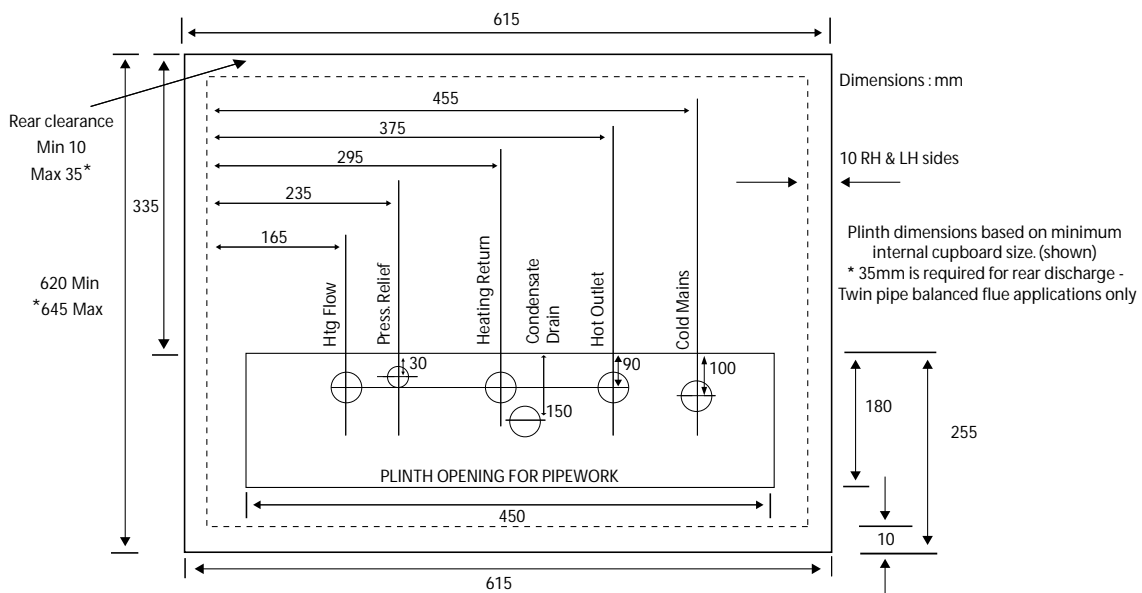 615
Dimensions : mm
455
Rear clearance
Min 10
Max 35*
375
295
10 RH & LH sides
335
235
165
Plinth dimensions based on minimum
internal cupboard size. (shown)
* 35mm is required for rear discharge -
Twin pipe balanced flue applications only
620 Min
*645 Max
Htg Flow
Press. Relief
Heating Return
Condensate
Drain
Hot Outlet
Cold Mains
30
90
100
150
180
255
PLINTH OPENING FOR PIPEWORK
450
10
615